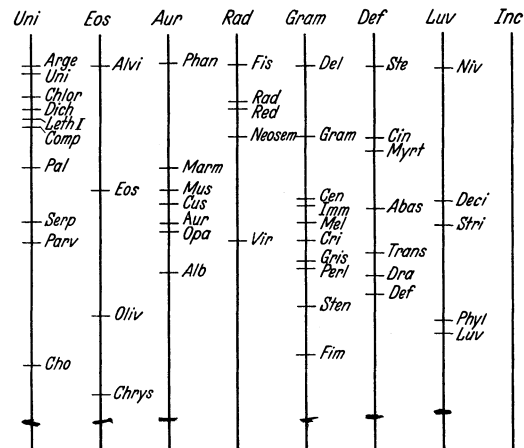 Uni Eos Aur Rad Gram Def Luv Inc
Arge Alvi Phan Fis Del Ste Niv
Uni
Chlor Rad
Dich Red
Leth I
Comp Neosem Gram Cin
Myrt
Pal Marm
Eos Mus Cen Deci
Cus Imm Abas
Serp Aur Mel Stri
Opa
Parv Vir Cri Trans
Gris
Alb Perl Dra
Def
Oliv Sten Phyl
Luv
Cho Fim
Chrys